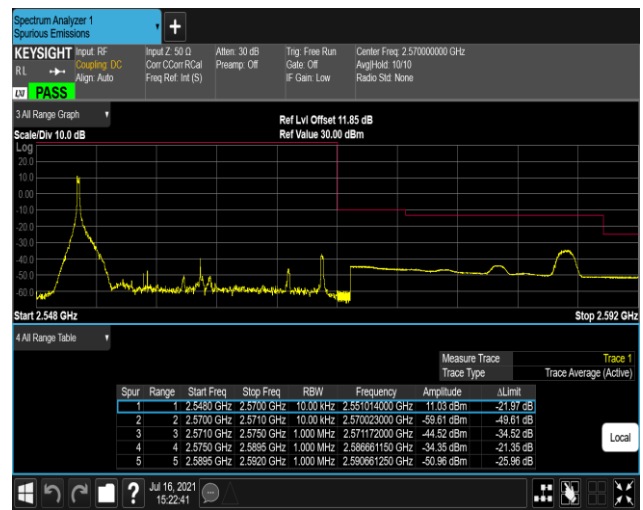 Spectrum Analyzer 1
Spurious Emissions
KEYSIGHT
R L
LXI PASS
Input: RF
Coupling: DC
Align: Auto
Input Z: 50 Ω
Corr CCorr RCal
Freq Ref: Int (S)
Atten: 30 dB
Preamp: Off
Trig: Free Run
Gate: Off
IF Gain: Low
Center Freq: 2.570000000 GHz
Avg|Hold: 10/10
Radio Std: None
3 All Range Graph
Scale/Div 10.0 dB
Ref Lvl Offset 11.85 dB
Ref Value 30.00 dBm
Log
20.0
10.0
0.00
-10.0
-20.0
-30.0
-40.0
-50.0
-60.0
Start 2.548 GHz Stop 2.592 GHz
4 All Range Table
Measure Trace Trace 1
Trace Type Trace Average (Active)
Spur Range Start Freq Stop Freq RBW Frequency Amplitude ΔLimit
1 1 2.5480 GHz 2.5700 GHz 10.00 kHz 2.551014000 GHz 11.03 dBm -21.97 dB
2 2 2.5700 GHz 2.5710 GHz 10.00 kHz 2.570023000 GHz -59.61 dBm -49.61 dB
3 3 2.5710 GHz 2.5750 GHz 1.000 MHz 2.571172000 GHz -44.52 dBm -34.52 dB
4 4 2.5750 GHz 2.5895 GHz 1.000 MHz 2.586661150 GHz -34.35 dBm -21.35 dB
5 5 2.5895 GHz 2.5920 GHz 1.000 MHz 2.590661250 GHz -50.96 dBm -25.96 dB
Local
Jul 16, 2021
15:22:41